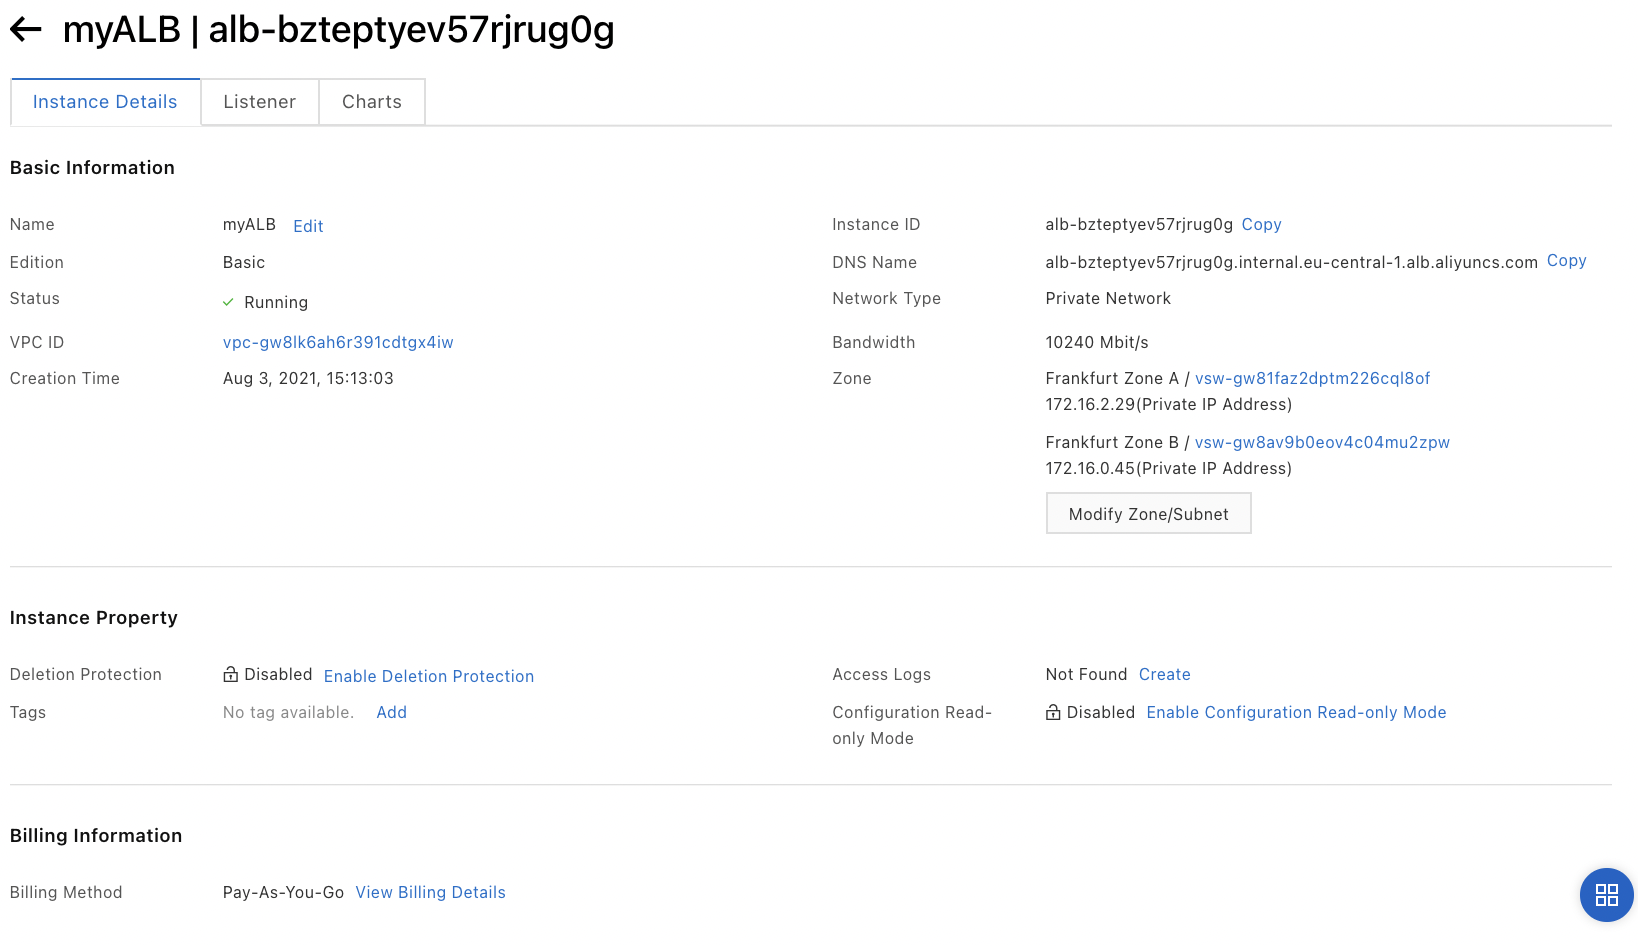 myALB | alb-bzteptyev57rjrug0g
Instance Details
Listener
Charts
Basic Information
Name
myALB Edit
Edition
Basic
Status
Running
VPC ID
vpc-gw8lk6ah6r391cdtgx4iw
Creation Time
Aug 3, 2021, 15:13:03
Instance ID
alb-bzteptyev57rjrug0g Copy
DNS Name
alb-bzteptyev57rjrug0g.internal.eu-central-1.alb.aliyuncs.com Copy
Network Type
Private Network
Bandwidth
10240 Mbit/s
Zone
Frankfurt Zone A / vsw-gw81faz2dptm226cql8of
172.16.2.29(Private IP Address)
Frankfurt Zone B / vsw-gw8av9b0eov4c04mu2zpw
172.16.0.45(Private IP Address)
Modify Zone/Subnet
Instance Property
Deletion Protection
Disabled Enable Deletion Protection
Tags
No tag available. Add
Access Logs
Not Found Create
Configuration Read-
only Mode
Disabled Enable Configuration Read-only Mode
Billing Information
Billing Method
Pay-As-You-Go View Billing Details